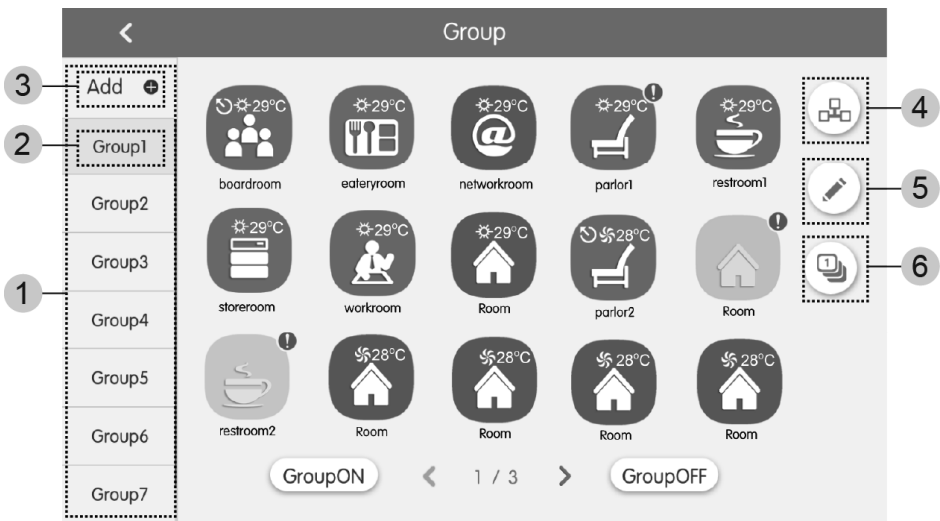 Group
3
Add
2
Group1
Group2
Group3
1
Group4
Group5
Group6
Group7
29°C
29°C
29°C
29°C
29°C
boardroom
eateryroom
networkroom
parlor1
restroom1
29°C
29°C
29°C
28°C
storeroom
workroom
Room
parlor2
Room
28°C
28°C
28°C
28°C
restroom2
Room
Room
Room
Room
GroupON
1 / 3
GroupOFF
4
5
1
6